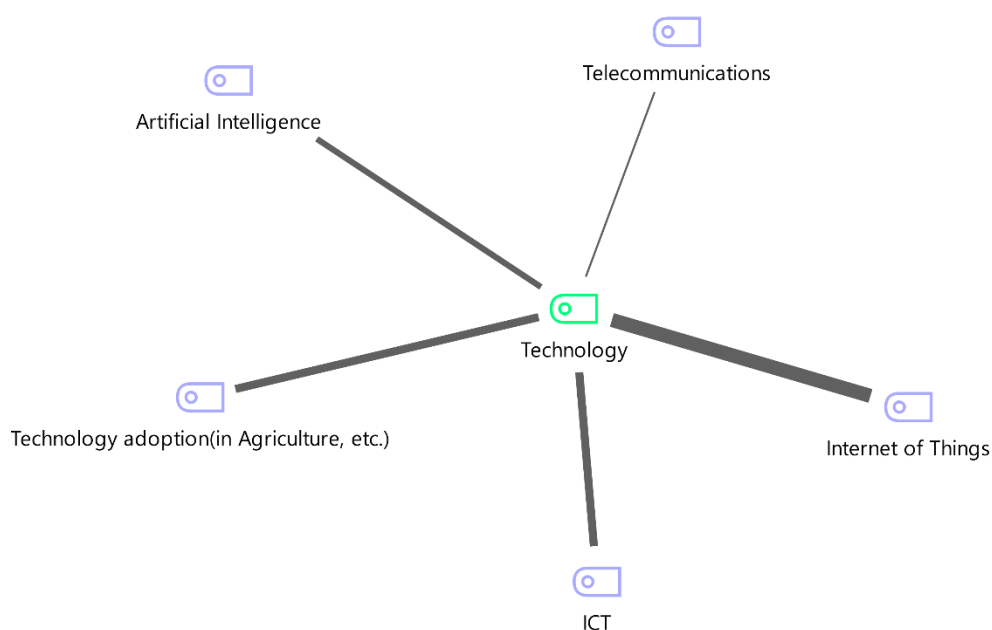 Telecommunications
Artificial Intelligence
Technology
Technology adoption(in Agriculture, etc.)
Internet of Things
ICT